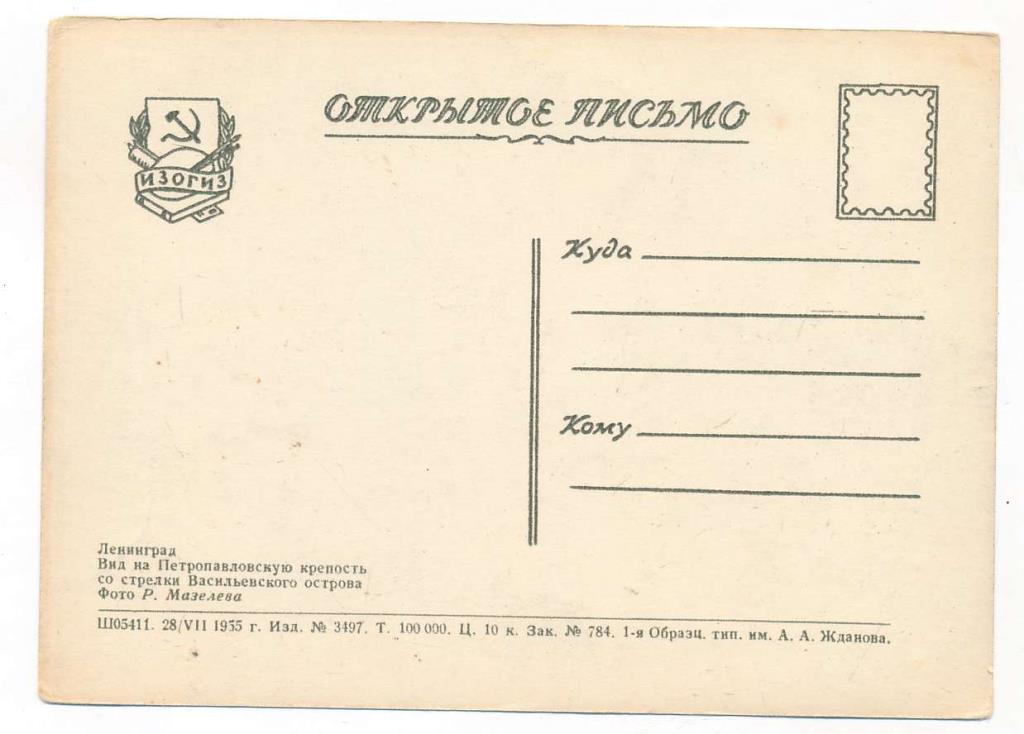 ОТКРЫТОЕ ПИСЬМО
ИЗОГИЗ
Куда
Кому
Ленинград
Вид на Петропавловскую крепость
со стрелки Васильевского острова
Фото Р. Мазелева
Ш05411. 28/VII 1955 г. Изд. № 3497. Т. 100 000. Ц. 10 к. Зак. № 784. 1-я Образц. тип. им. А. А. Жданова.